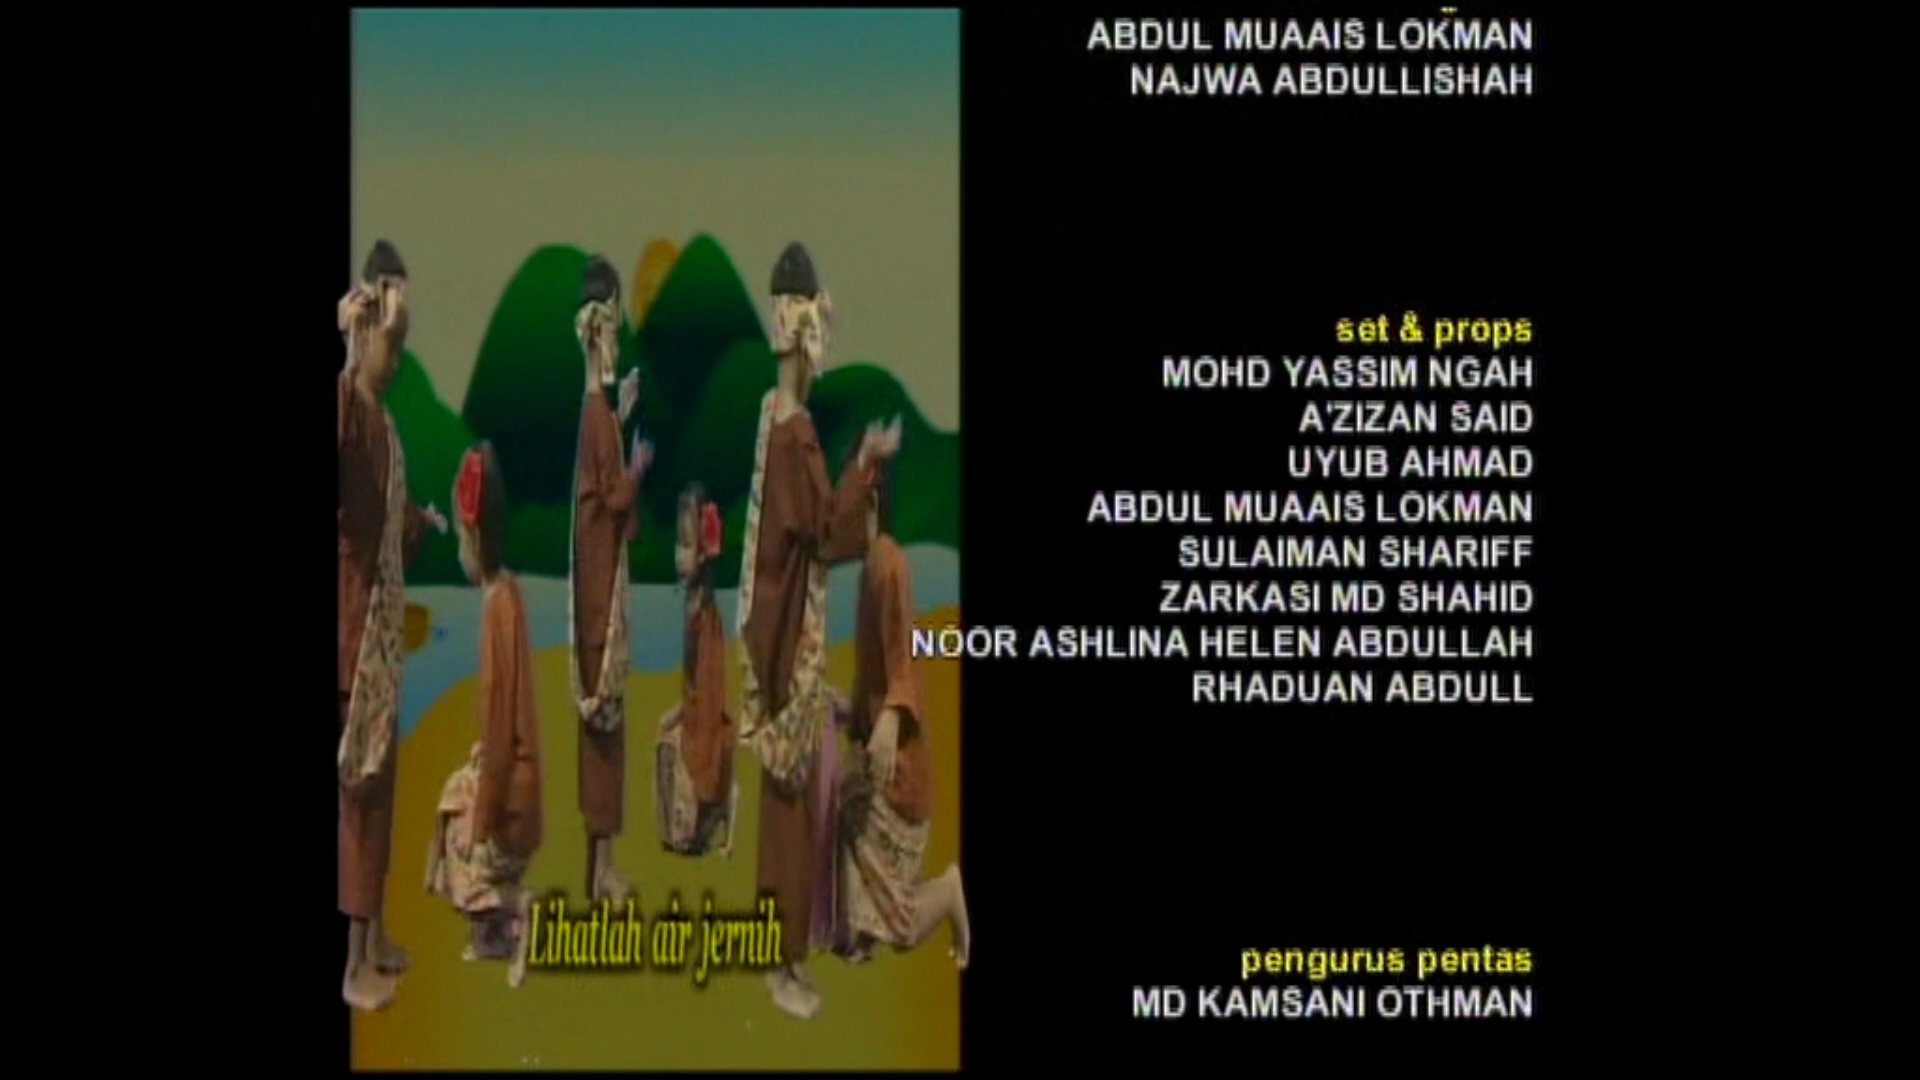 ABDUL MUAAIS LOKMAN
NAJWA ABDULLISHAH
set & props
MOHD YASSIM NGAH
A'ZIZAN SAID
UYUB AHMAD
ABDUL MUAAIS LOKMAN
SULAIMAN SHARIFF
ZARKASI MD SHAHID
NOOR ASHLINA HELEN ABDULLAH
RHADUAN ABDULL
Lihatlah air jernih
pengurus pentas
MD KAMSANI OTHMAN